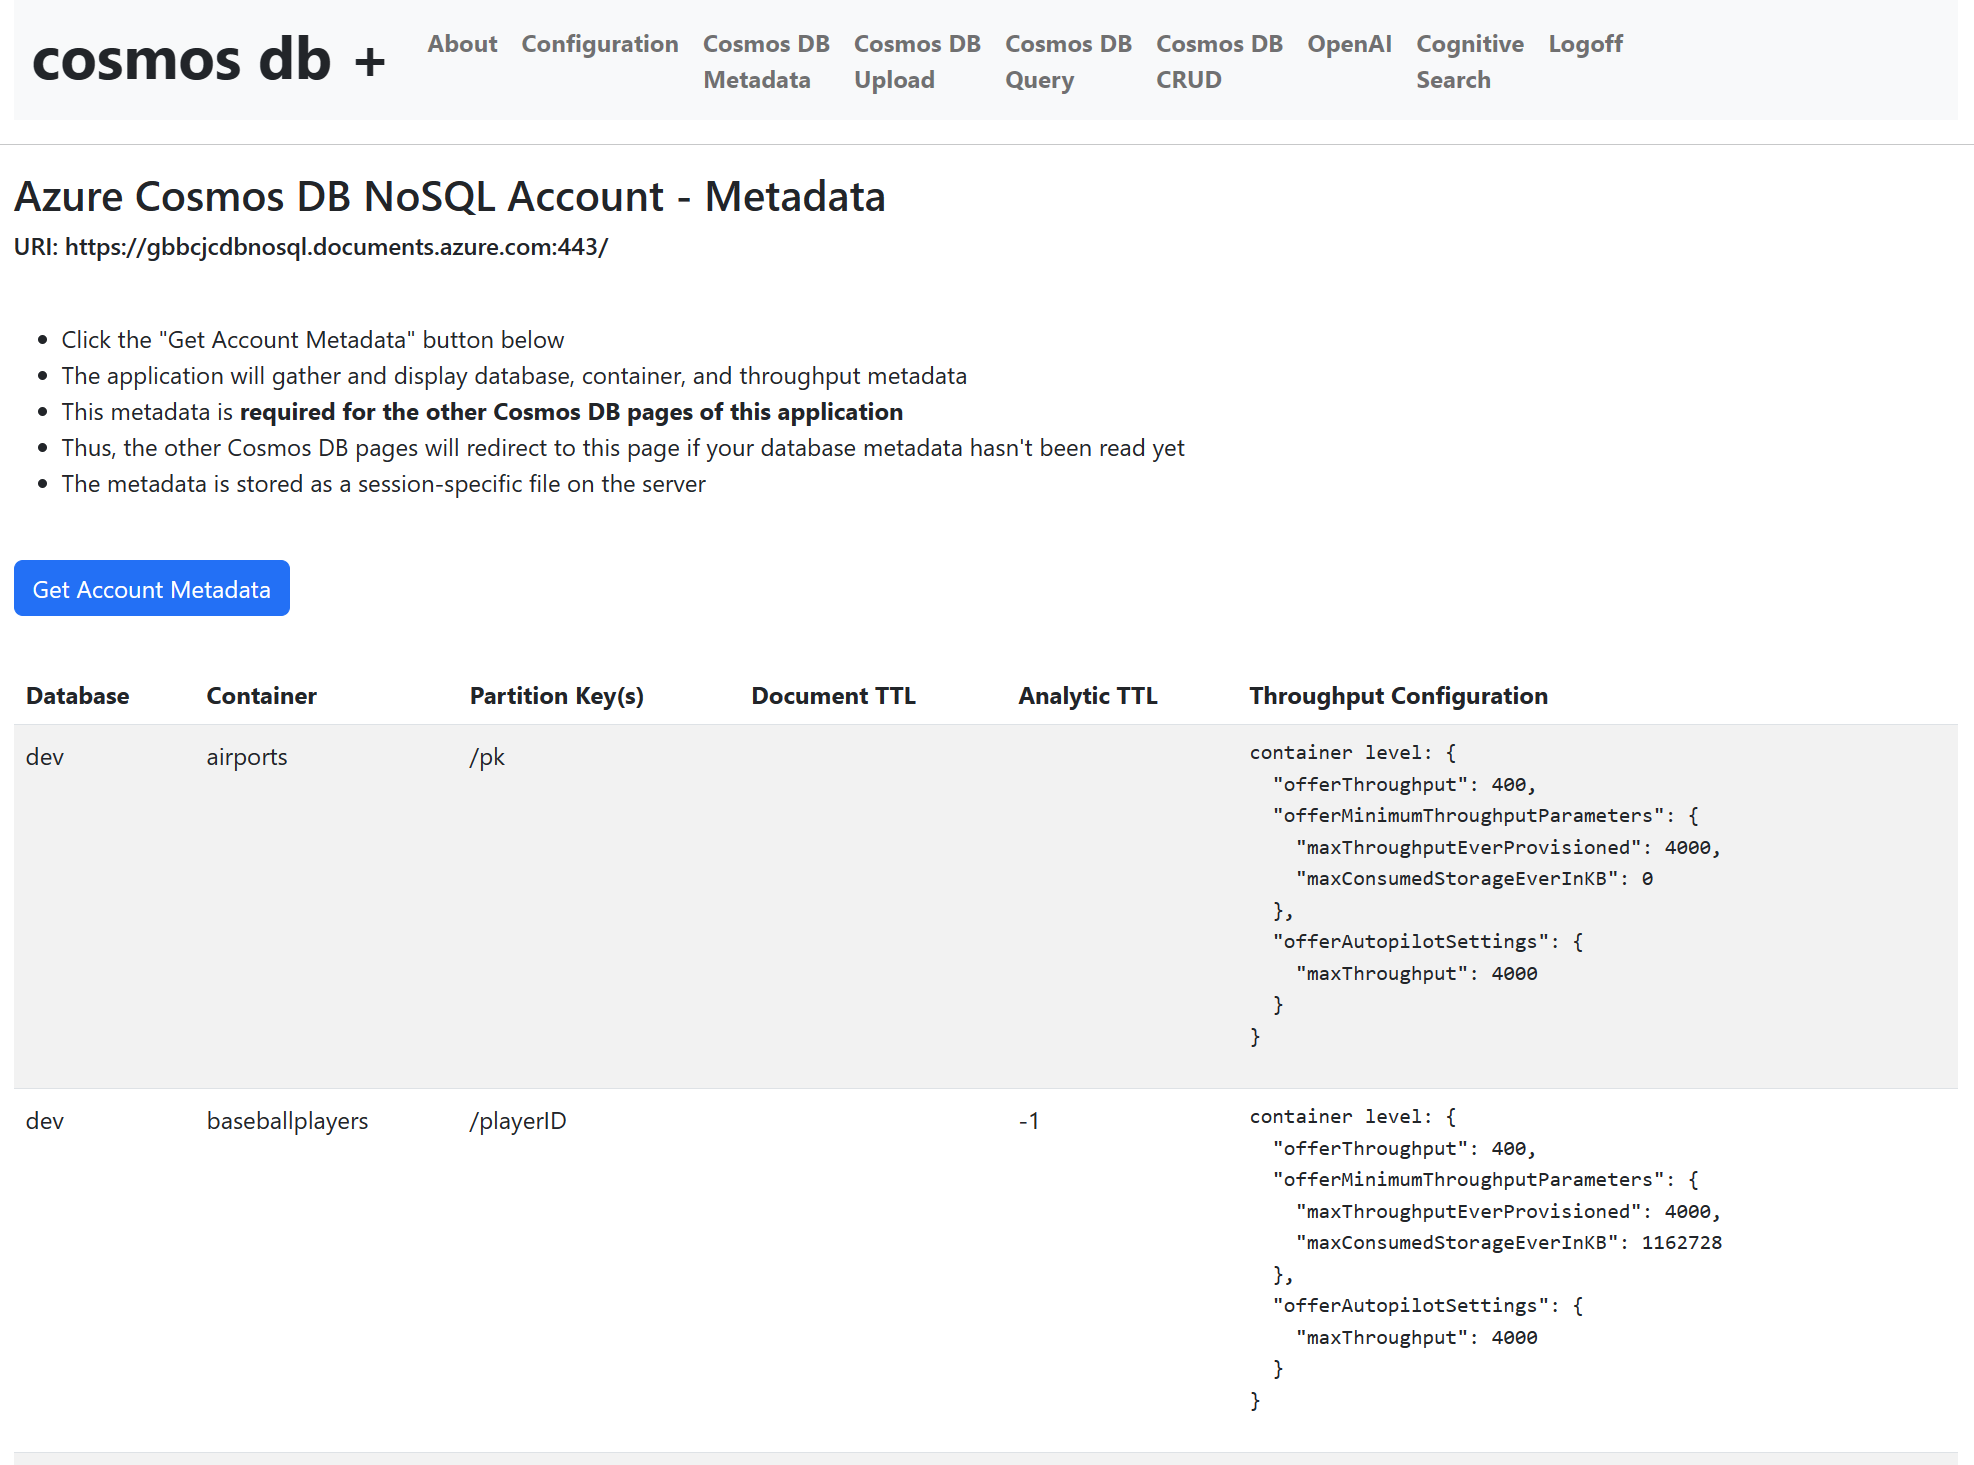 cosmos db +
About Configuration Cosmos DB Metadata Cosmos DB Upload Cosmos DB Query Cosmos DB CRUD OpenAI Cognitive Search Logoff
Azure Cosmos DB NoSQL Account - Metadata
URI: https://gbbcjcdbnosql.documents.azure.com:443/
• Click the "Get Account Metadata" button below
• The application will gather and display database, container, and throughput metadata
• This metadata is required for the other Cosmos DB pages of this application
• Thus, the other Cosmos DB pages will redirect to this page if your database metadata hasn't been read yet
• The metadata is stored as a session-specific file on the server
Get Account Metadata
Database Container Partition Key(s) Document TTL Analytic TTL Throughput Configuration
dev airports /pk container level: {
"offerThroughput": 400,
"offerMinimumThroughputParameters": {
"maxThroughputEverProvisioned": 4000,
"maxConsumedStorageEverInKB": 0
},
"offerAutopilotSettings": {
"maxThroughput": 4000
}
}
dev baseballplayers /playerID -1 container level: {
"offerThroughput": 400,
"offerMinimumThroughputParameters": {
"maxThroughputEverProvisioned": 4000,
"maxConsumedStorageEverInKB": 1162728
},
"offerAutopilotSettings": {
"maxThroughput": 4000
}
}